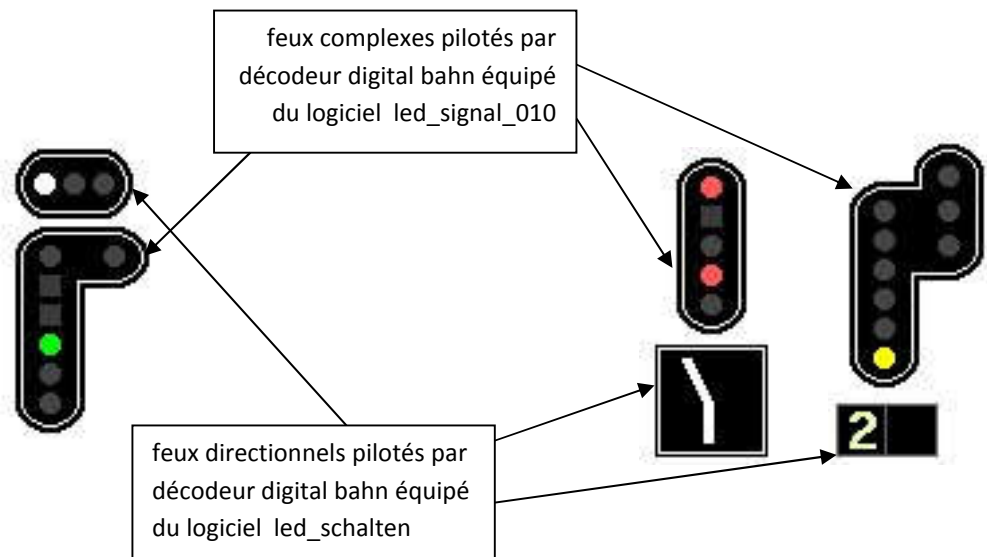 feux complexes pilotés par
décodeur digital bahn équipé
du logiciel led_signal_010
2
feux directionnels pilotés par
décodeur digital bahn équipé
du logiciel led_schalten